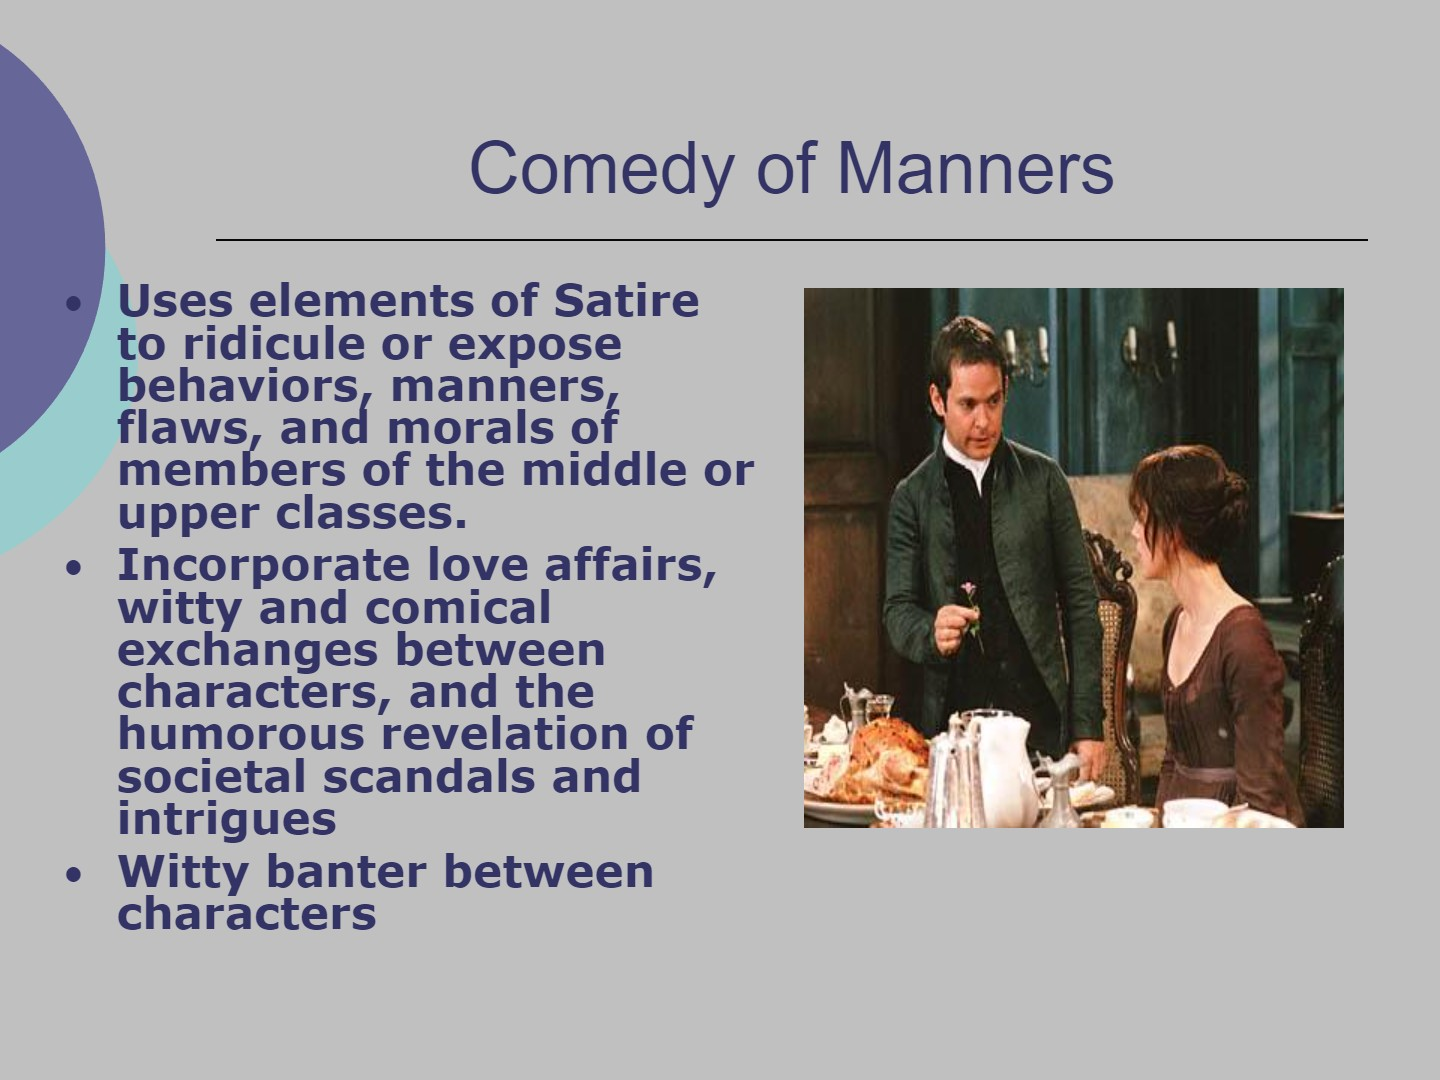 Comedy of Manners
• Uses elements of Satire
to ridicule or expose
behaviors, manners,
flaws, and morals of
members of the middle or
upper classes.
• Incorporate love affairs,
witty and comical
exchanges between
characters, and the
humorous revelation of
societal scandals and
intrigues
• Witty banter between
characters